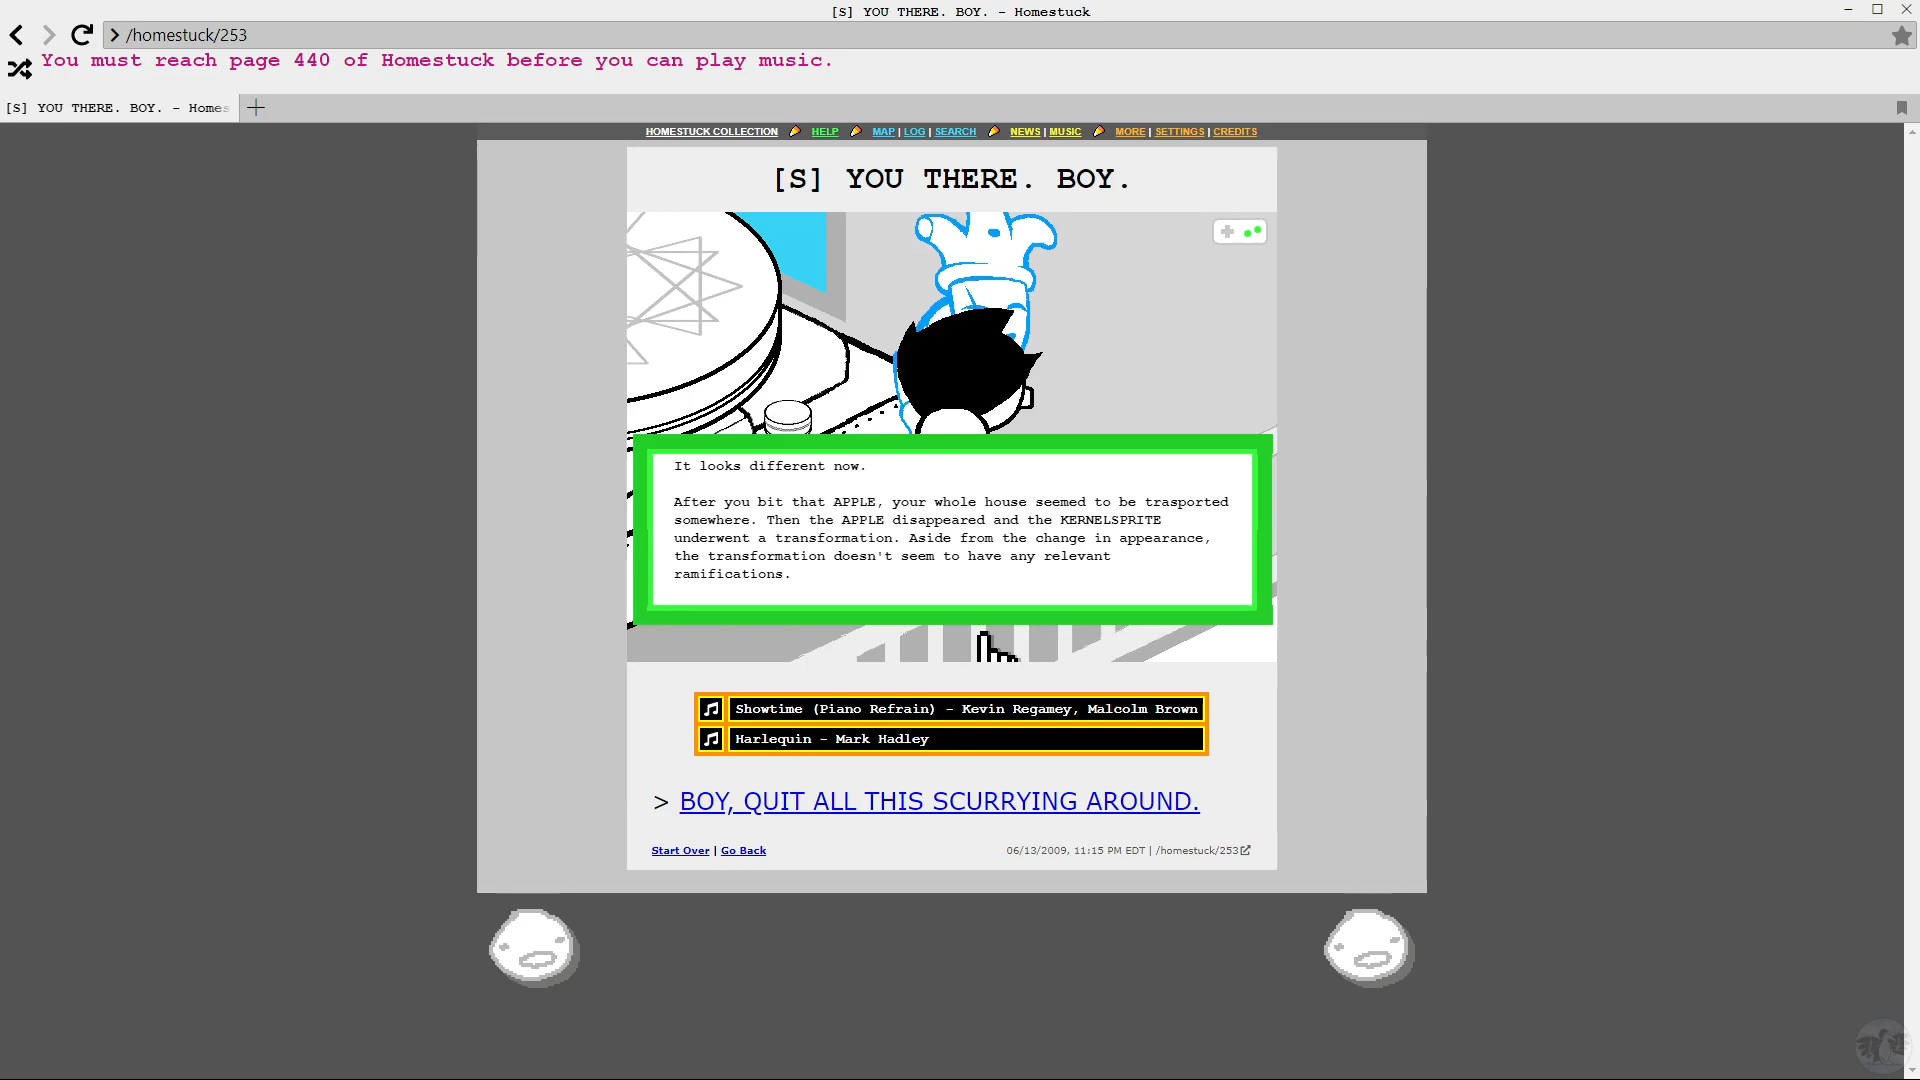 [S] YOU THERE. BOY. - Homestuck
/homestuck/253
You must reach page 440 of Homestuck before you can play music.
[S] YOU THERE. BOY. - Homes
HOMESTUCK COLLECTION HELP MAP | LOG | SEARCH NEWS | MUSIC MORE | SETTINGS | CREDITS
[S] YOU THERE. BOY.
It looks different now.
After you bit that APPLE, your whole house seemed to be trasported
somewhere. Then the APPLE disappeared and the KERNELSPRITE
underwent a transformation. Aside from the change in appearance,
the transformation doesn't seem to have any relevant
ramifications.
Showtime (Piano Refrain) - Kevin Regamey, Malcolm Brown
Harlequin - Mark Hadley
> BOY, QUIT ALL THIS SCURRYING AROUND.
Start Over | Go Back 06/13/2009, 11:15 PM EDT | /homestuck/253